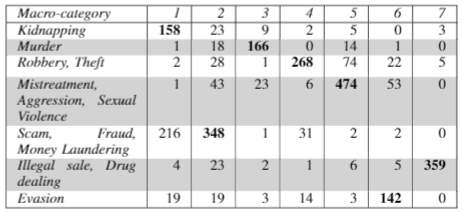 Macro-category 1 2 3 4 5 6 7
Kidnapping 158 23 9 2 5 0 3
Murder 1 18 166 0 14 1 0
Robbery, Theft 2 28 1 268 74 22 5
Mistreatment, 1 43 23 6 474 53 0
Aggression, Sexual
Violence
Scam, Fraud, 216 348 1 31 2 2 0
Money Laundering
Illegal sale, Drug 4 23 2 1 6 5 359
dealing
Evasion 19 19 3 14 3 142 0